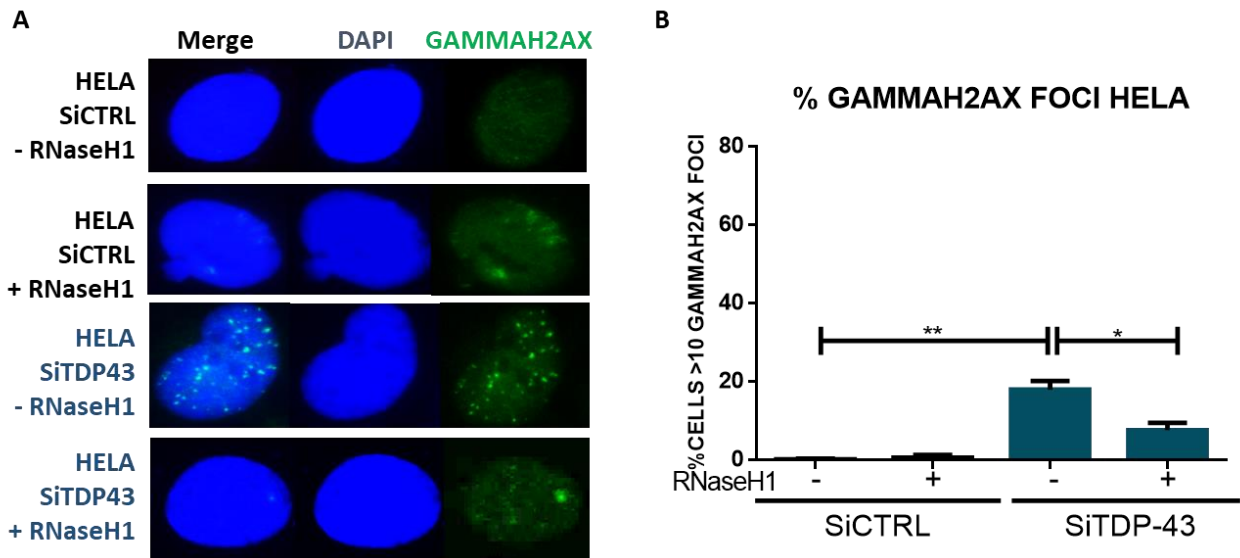 A
Merge DAPI GAMMAH2AX
HELA
SiCTRL
- RNaseH1
HELA
SiCTRL
+ RNaseH1
HELA
SiTDP43
- RNaseH1
HELA
SiTDP43
+ RNaseH1
B
% GAMMAH2AX FOCI HELA
%CELLS >10 GAMMAH2AX FOCI
80
60
40
20
0
** *
RNaseH1 - + - +
SiCTRL SiTDP-43